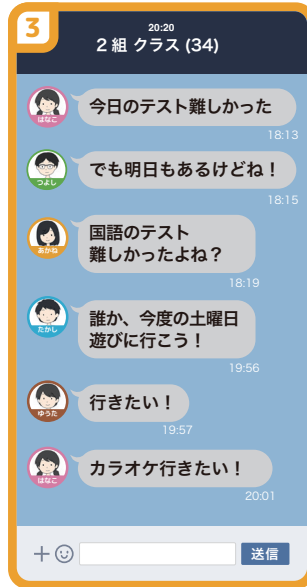 3
20:20
2組 クラス (34)
はなこ
今日のテスト難しかった
18:13
つよし
でも明日もあるけどね！
18:15
あかね
国語のテスト
難しかったよね？
18:19
たかし
誰か、今度の土曜日
遊びに行こう！
19:56
ゆうた
行きたい！
19:57
はなこ
カラオケ行きたい！
20:01
送信